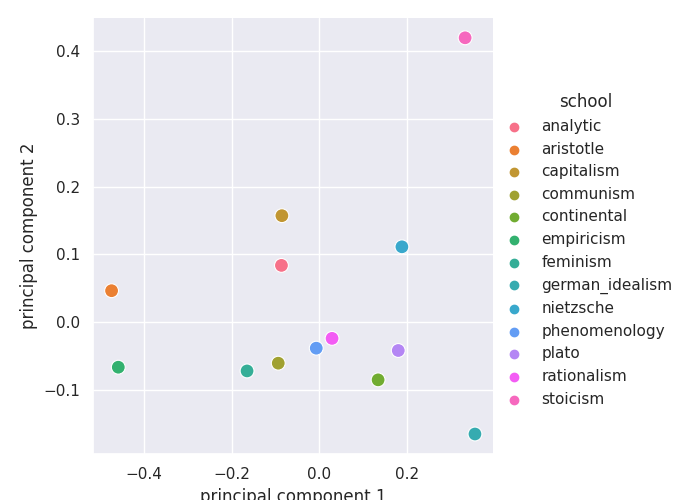 0.4
0.3
0.2
0.1
0.0
−0.1
principal component 2
−0.4
−0.2
0.0
0.2
principal component 1
school
analytic
aristotle
capitalism
communism
continental
empiricism
feminism
german_idealism
nietzsche
phenomenology
plato
rationalism
stoicism